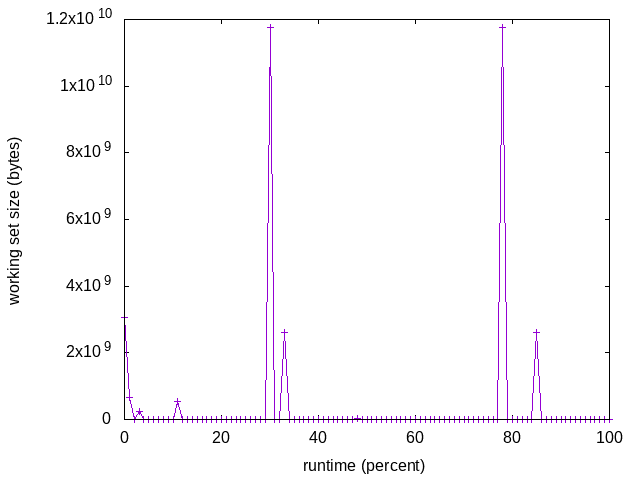 1.2x10 10
1x10 10
8x10 9
6x10 9
4x10 9
2x10 9
0
0 20 40 60 80 100
working set size (bytes)
runtime (percent)